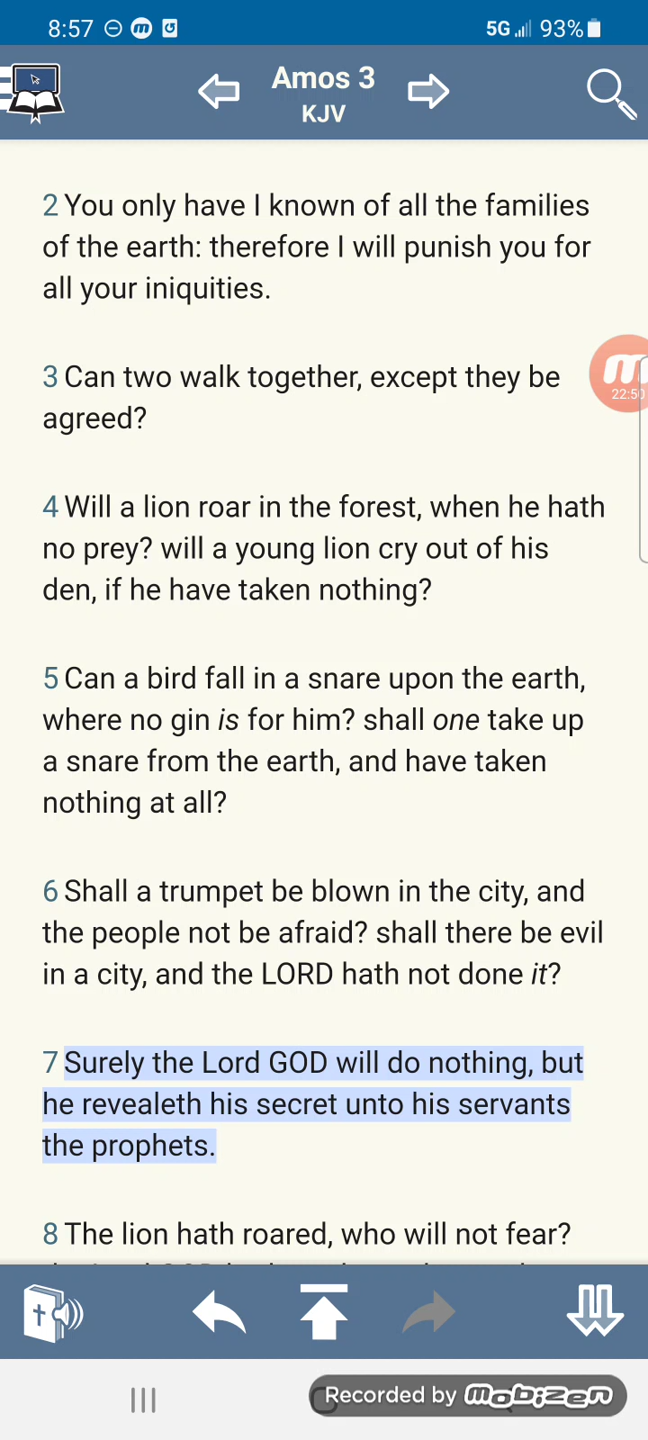 8:57 5G 93%
Amos 3
KJV
2 You only have I known of all the families
of the earth: therefore I will punish you for
all your iniquities.
22:50
3 Can two walk together, except they be
agreed?
4 Will a lion roar in the forest, when he hath
no prey? will a young lion cry out of his
den, if he have taken nothing?
5 Can a bird fall in a snare upon the earth,
where no gin is for him? shall one take up
a snare from the earth, and have taken
nothing at all?
6 Shall a trumpet be blown in the city, and
the people not be afraid? shall there be evil
in a city, and the LORD hath not done it?
7 Surely the Lord GOD will do nothing, but
he revealeth his secret unto his servants
the prophets.
8 The lion hath roared, who will not fear?
Recorded by mobizen